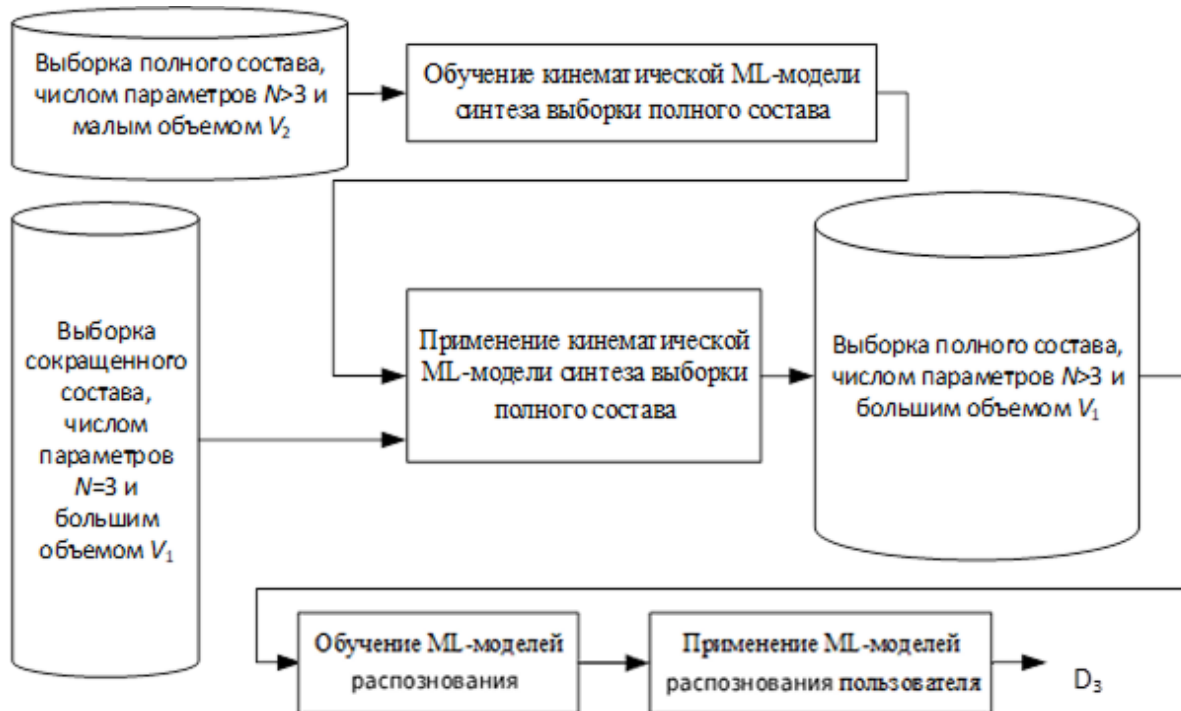 Выборка полного состава,
числом параметров N>3 и
малым объемом V₂
Обучение кинематической ML-модели
синтеза выборки полного состава
Выборка
сокращенного
состава,
числом
параметров
N=3 и
большим
объемом V₁
Применение кинематической
ML-модели синтеза выборки
полного состава
Выборка полного состава,
числом параметров N>3 и
большим объемом V₁
Обучение ML-моделей
распознования
Применение ML-моделей
распознования пользователя
D₃